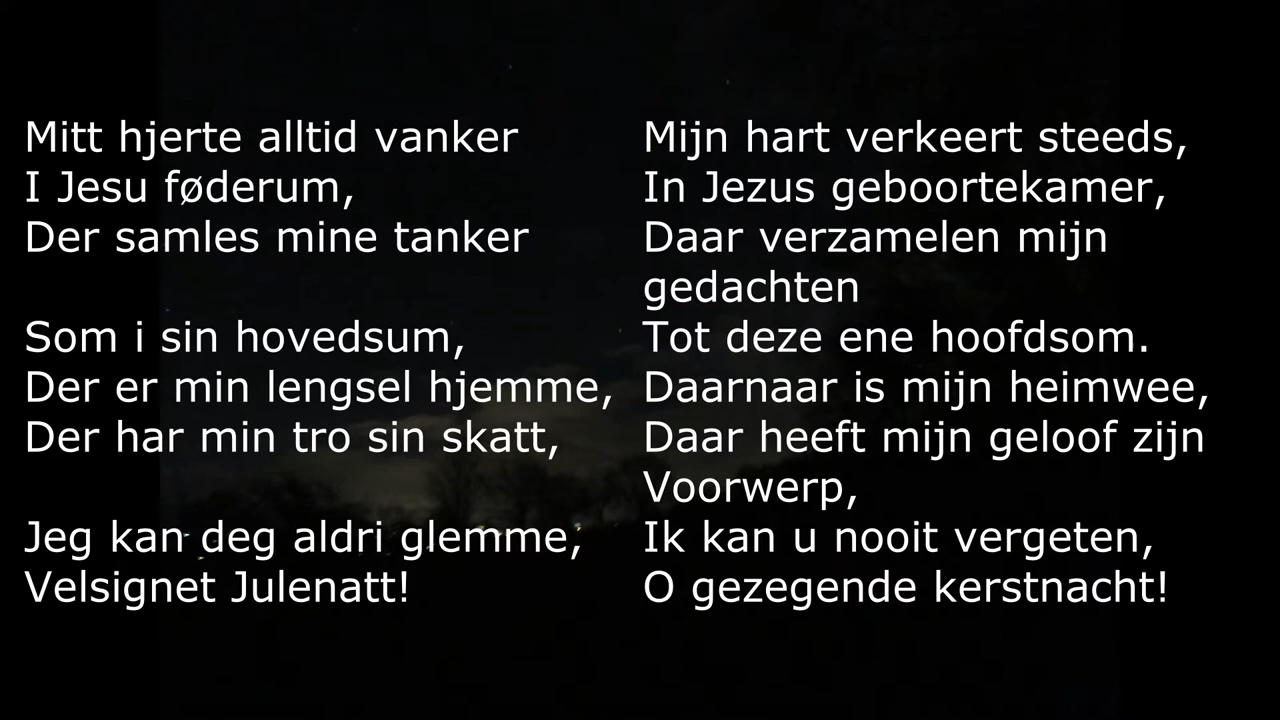 Mitt hjerte alltid vanker
I Jesu føderum,
Der samles mine tanker
Som i sin hovedsum,
Der er min lengsel hjemme,
Der har min tro sin skatt,
Jeg kan deg aldri glemme,
Velsignet Julenatt!
Mijn hart verkeert steeds,
In Jezus geboortekamer,
Daar verzamelen mijn
gedachten
Tot deze ene hoofdsom.
Daarnaar is mijn heimwee,
Daar heeft mijn geloof zijn
Voorwerp,
Ik kan u nooit vergeten,
O gezegende kerstnacht!